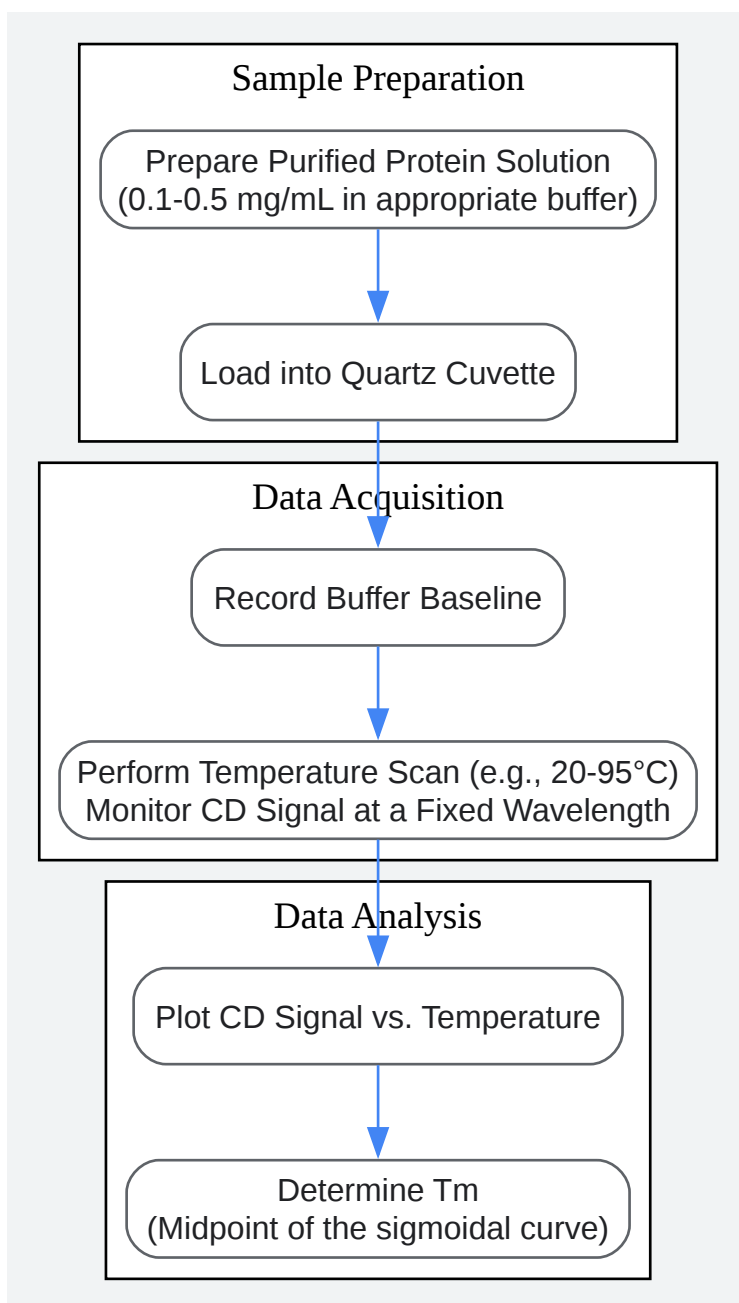 Sample Preparation
Prepare Purified Protein Solution
(0.1-0.5 mg/mL in appropriate buffer)
Load into Quartz Cuvette
Data Acquisition
Record Buffer Baseline
Perform Temperature Scan (e.g., 20-95°C)
Monitor CD Signal at a Fixed Wavelength
Data Analysis
Plot CD Signal vs. Temperature
Determine Tm
(Midpoint of the sigmoidal curve)